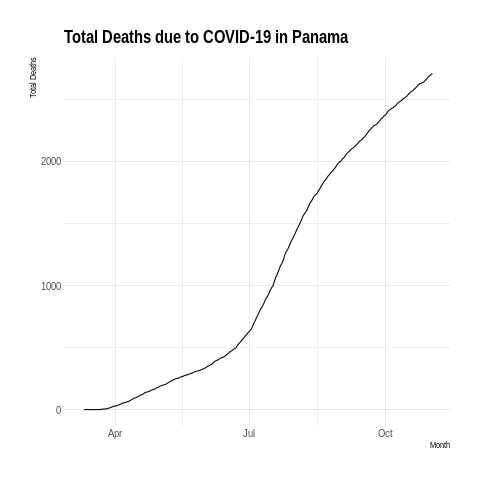 Total Deaths due to COVID-19 in Panama
Total Deaths
2000
1000
0
Apr Jul Oct
Month